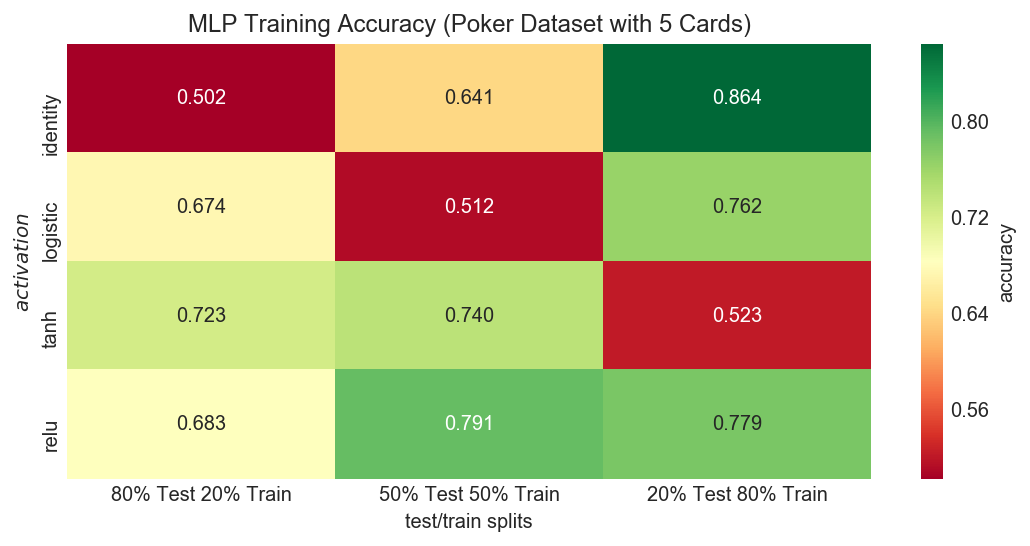 MLP Training Accuracy (Poker Dataset with 5 Cards)
activation
identity
0.502
0.641
0.864
logistic
0.674
0.512
0.762
tanh
0.723
0.740
0.523
relu
0.683
0.791
0.779
80% Test 20% Train
50% Test 50% Train
20% Test 80% Train
test/train splits
0.80
0.72
0.64
0.56
accuracy